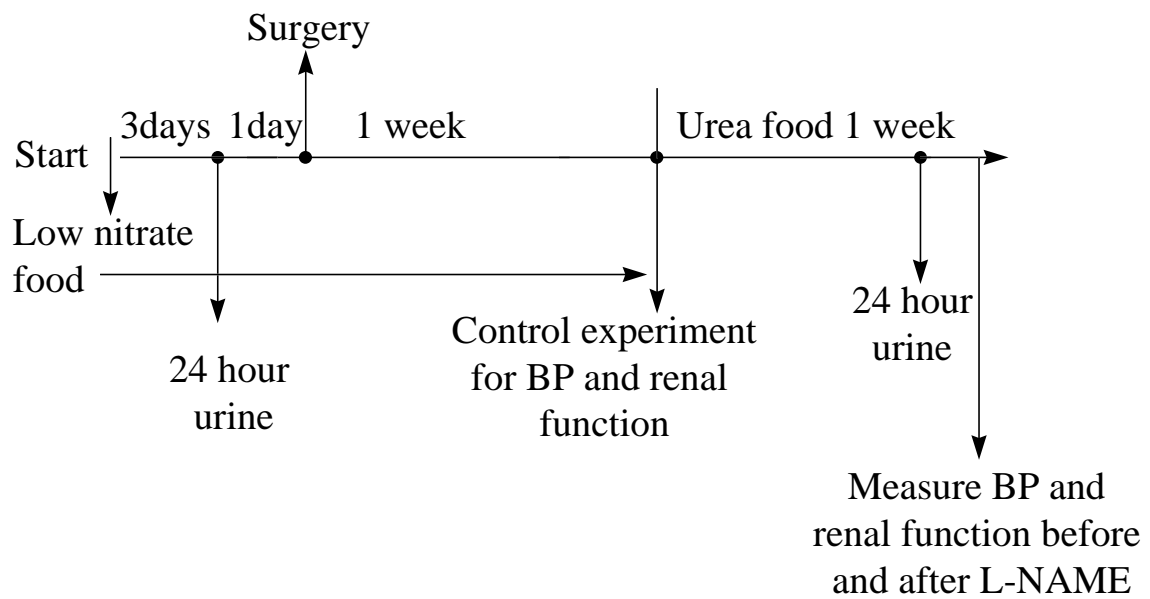 Surgery
3days 1day 1 week Urea food 1 week
Start
Low nitrate
food
24 hour
urine
Control experiment
for BP and renal
function
24 hour
urine
Measure BP and
renal function before
and after L-NAME